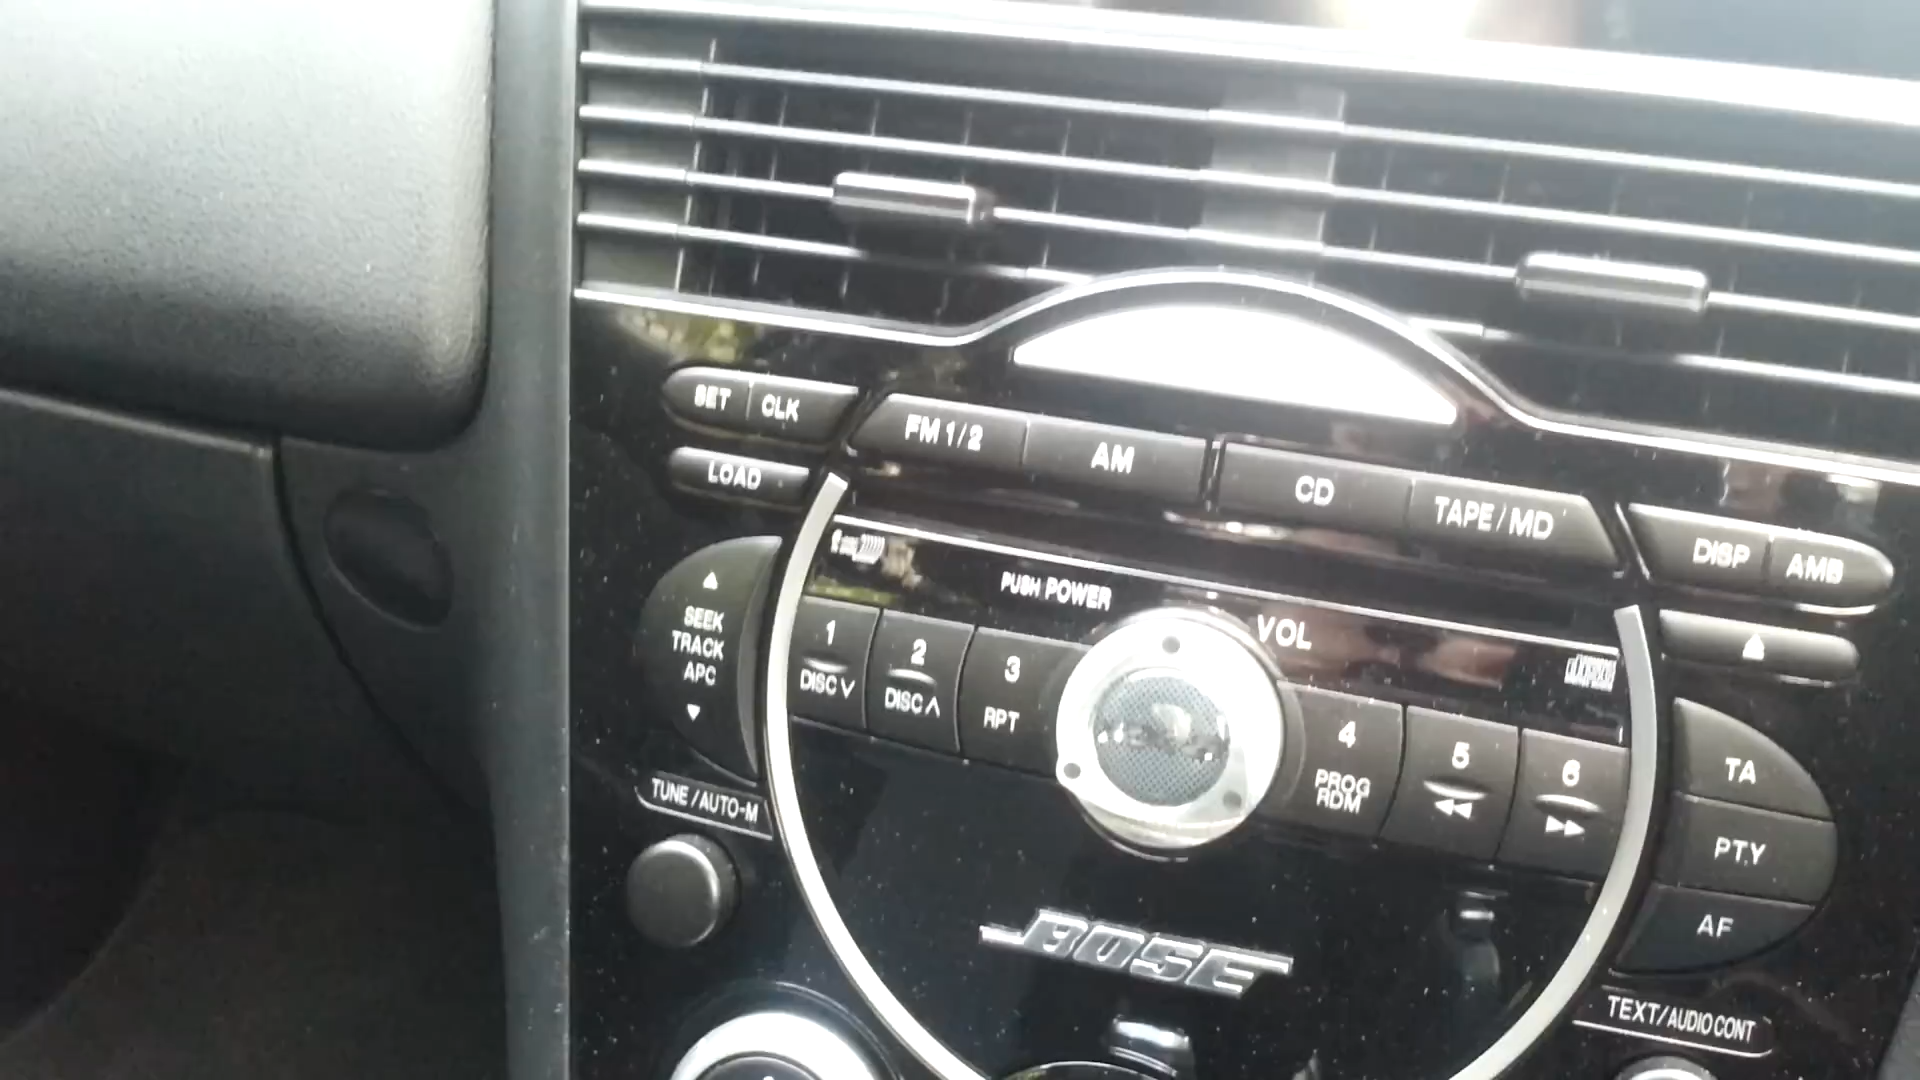 SET CLK
FM 1/2
AM
CD
TAPE/MD
DISP AMB
LOAD
PUSH POWER
VOL
SEEK
TRACK
APC
1
DISC
2
DISC
3
RPT
4
PROG
RDM
5
6
TA
PTY
AF
TUNE/AUTO-M
BOSE
TEXT/AUDIO CONT